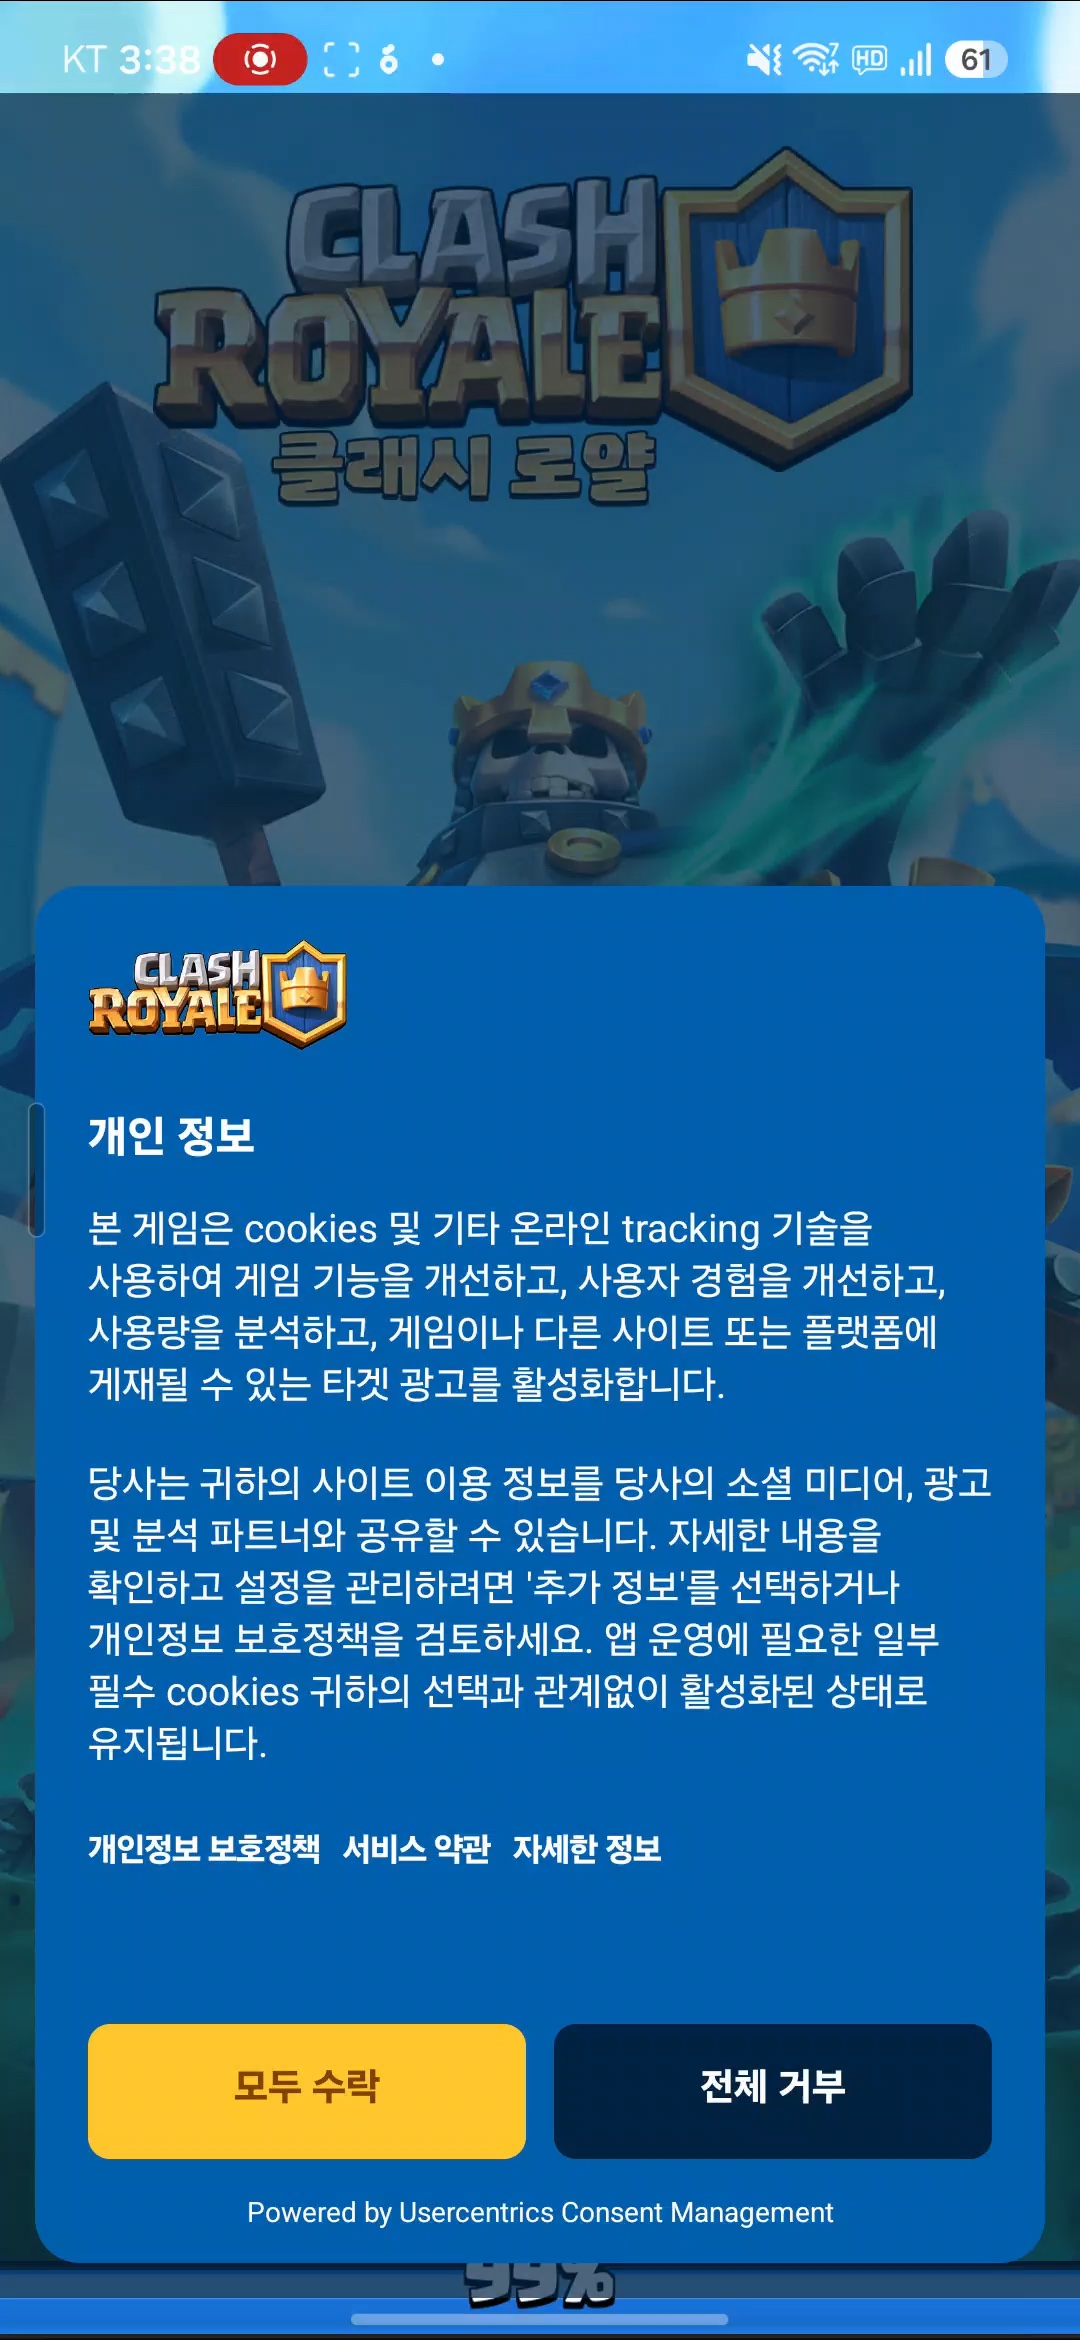 KT 3:38
HD
61
CLASH
ROYALE
클래시 로얄
CLASH
ROYALE
개인 정보
본 게임은 cookies 및 기타 온라인 tracking 기술을
사용하여 게임 기능을 개선하고, 사용자 경험을 개선하고,
사용량을 분석하고, 게임이나 다른 사이트 또는 플랫폼에
게재될 수 있는 타겟 광고를 활성화합니다.
당사는 귀하의 사이트 이용 정보를 당사의 소셜 미디어, 광고
및 분석 파트너와 공유할 수 있습니다. 자세한 내용을
확인하고 설정을 관리하려면 '추가 정보'를 선택하거나
개인정보 보호정책을 검토하세요. 앱 운영에 필요한 일부
필수 cookies 귀하의 선택과 관계없이 활성화된 상태로
유지됩니다.
개인정보 보호정책 서비스 약관 자세한 정보
모두 수락
전체 거부
Powered by Usercentrics Consent Management
99%